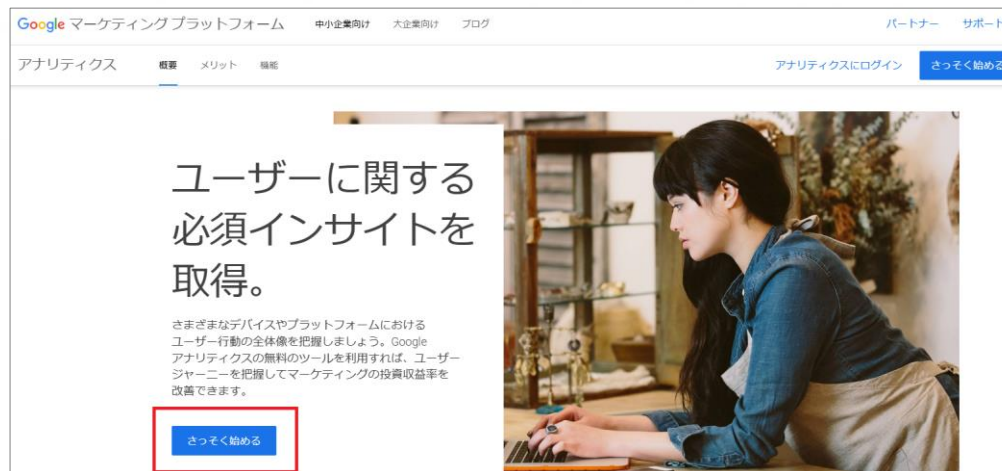 Google マーケティングプラットフォーム 中小企業向け 大企業向け ブログ パートナー サポート
アナリティクス 概要 メリット 機能 アナリティクスにログイン さっそく始める
ユーザーに関する
必須インサイトを
取得。
さまざまなデバイスやプラットフォームにおける
ユーザー行動の全体像を把握しましょう。Google
アナリティクスの無料のツールを利用すれば、ユーザー
ジャーニーを把握してマーケティングの投資収益率を
改善できます。
さっそく始める